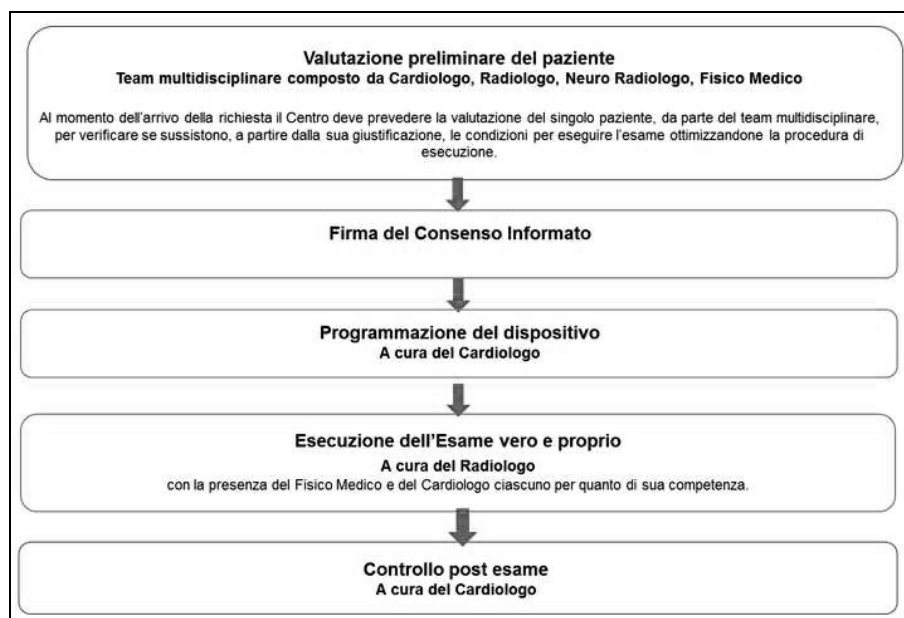 Valutazione preliminare del paziente
Team multidisciplinare composto da Cardiologo, Radiologo, Neuro Radiologo, Fisico Medico
Al momento dell'arrivo della richiesta il Centro deve prevedere la valutazione del singolo paziente, da parte del team multidisciplinare,
per verificare se sussistono, a partire dalla sua giustificazione, le condizioni per eseguire l'esame ottimizzandone la procedura di
esecuzione.
Firma del Consenso Informato
Programmazione del dispositivo
A cura del Cardiologo
Esecuzione dell'Esame vero e proprio
A cura del Radiologo
con la presenza del Fisico Medico e del Cardiologo ciascuno per quanto di sua competenza.
Controllo post esame
A cura del Cardiologo